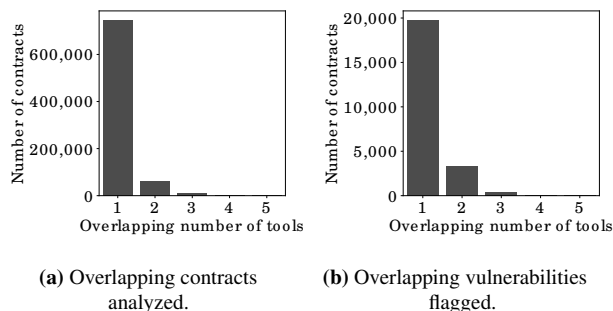 Number of contracts
600,000
400,000
200,000
0
1 2 3 4 5
Overlapping number of tools
(a) Overlapping contracts
analyzed.
Number of contracts
20,000
15,000
10,000
5,000
0
1 2 3 4 5
Overlapping number of tools
(b) Overlapping vulnerabilities
flagged.